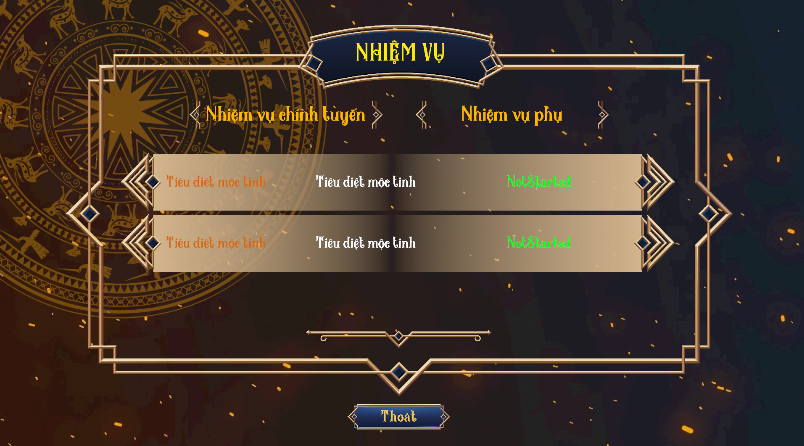 NHIỆM VỤ
Nhiệm vụ chính tuyến
Nhiệm vụ phụ
Tiêu diệt mộc tinh Tiêu diệt mộc tinh NotStarted
Tiêu diệt mộc tinh Tiêu diệt mộc tinh NotStarted
Thoát